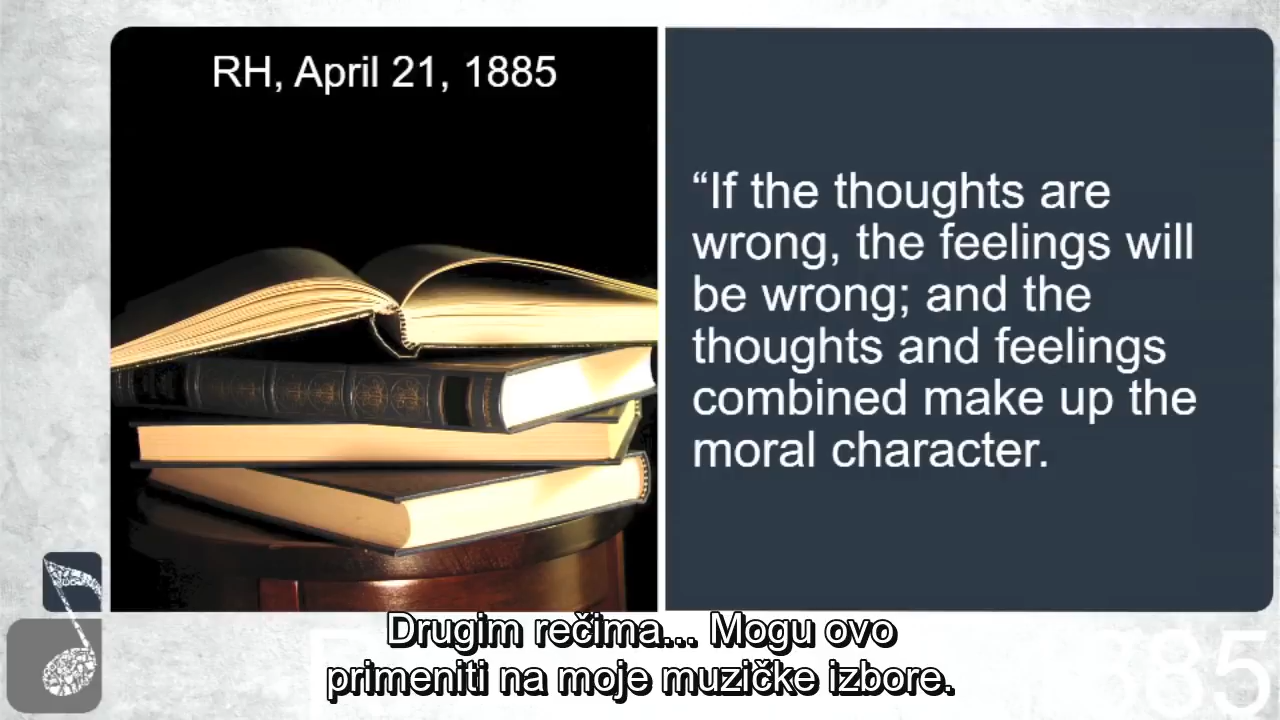 RH, April 21, 1885
“If the thoughts are
wrong, the feelings will
be wrong; and the
thoughts and feelings
combined make up the
moral character.
Drugim rečima... Mogu ovo
primeniti na moje muzičke izbore.